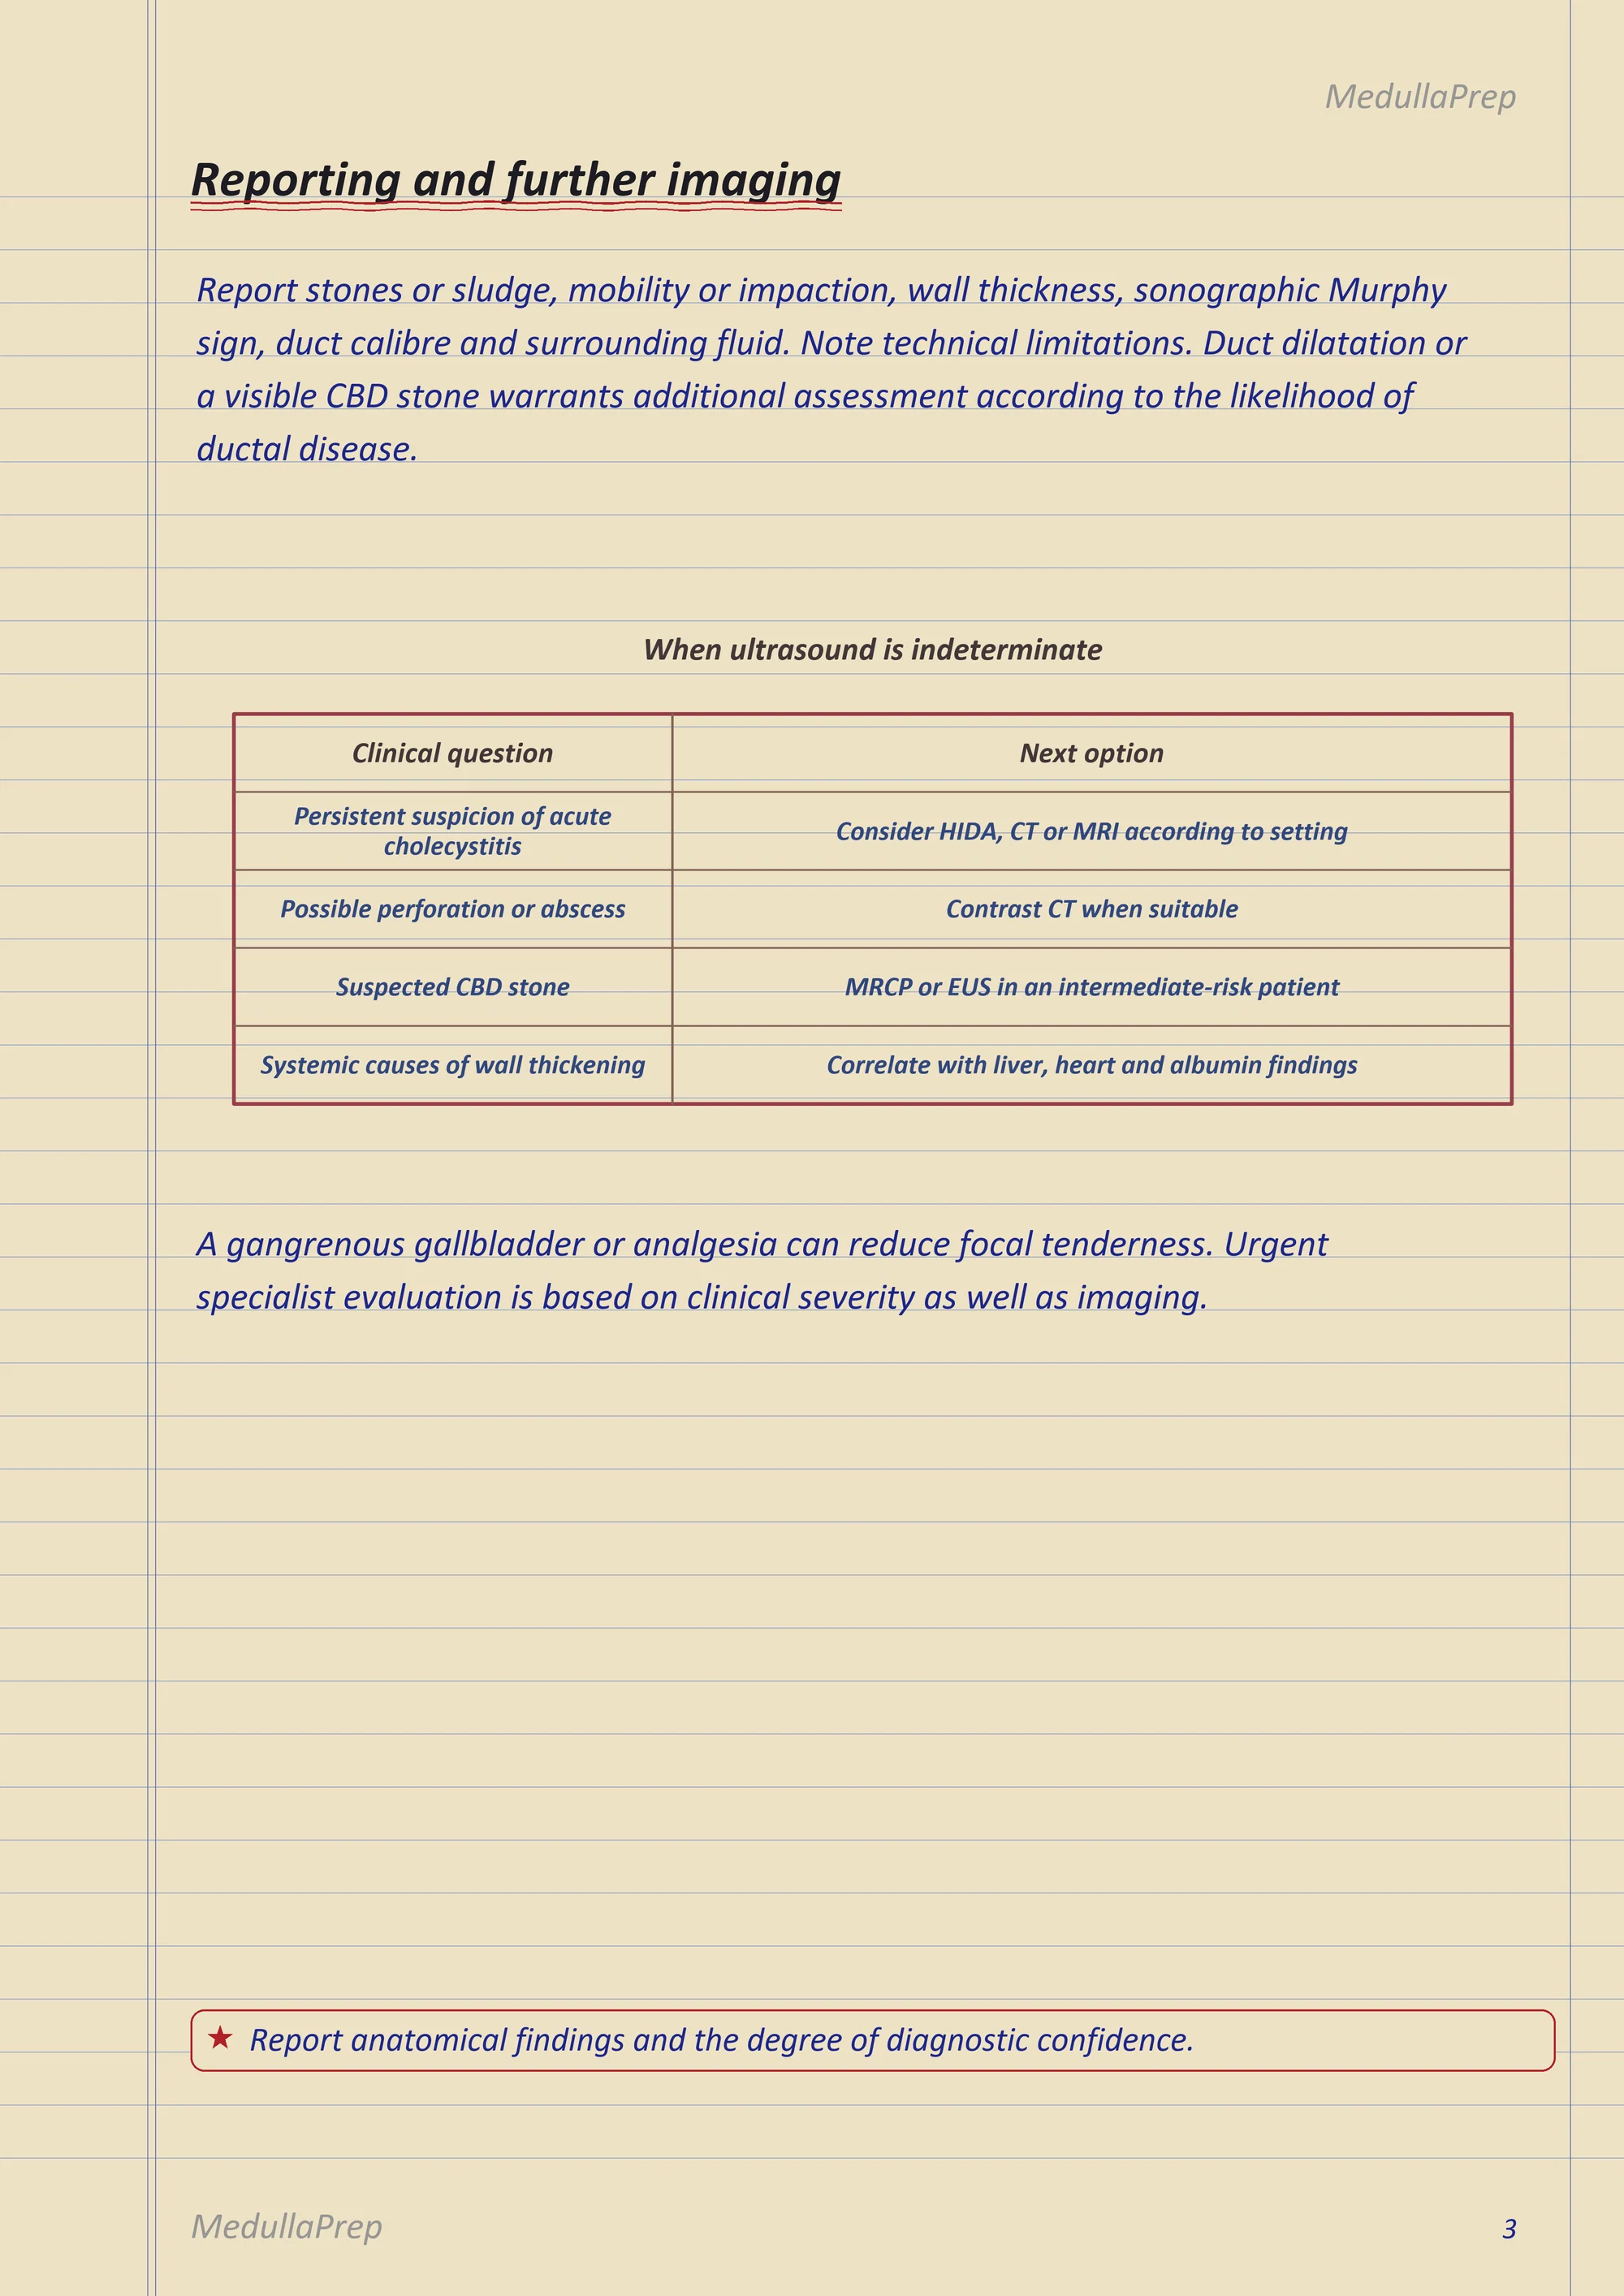 MedullaPrep
Reporting and further imaging
Report stones or sludge, mobility or impaction, wall thickness, sonographic Murphy
sign, duct calibre and surrounding fluid. Note technical limitations. Duct dilatation or
a visible CBD stone warrants additional assessment according to the likelihood of
ductal disease.
When ultrasound is indeterminate
Clinical question
Next option
Persistent suspicion of acute
cholecystitis
Consider HIDA, CT or MRI according to setting
Possible perforation or abscess
Contrast CT when suitable
Suspected CBD stone
MRCP or EUS in an intermediate-risk patient
Systemic causes of wall thickening
Correlate with liver, heart and albumin findings
A gangrenous gallbladder or analgesia can reduce focal tenderness. Urgent
specialist evaluation is based on clinical severity as well as imaging.
★ Report anatomical findings and the degree of diagnostic confidence.
MedullaPrep
3